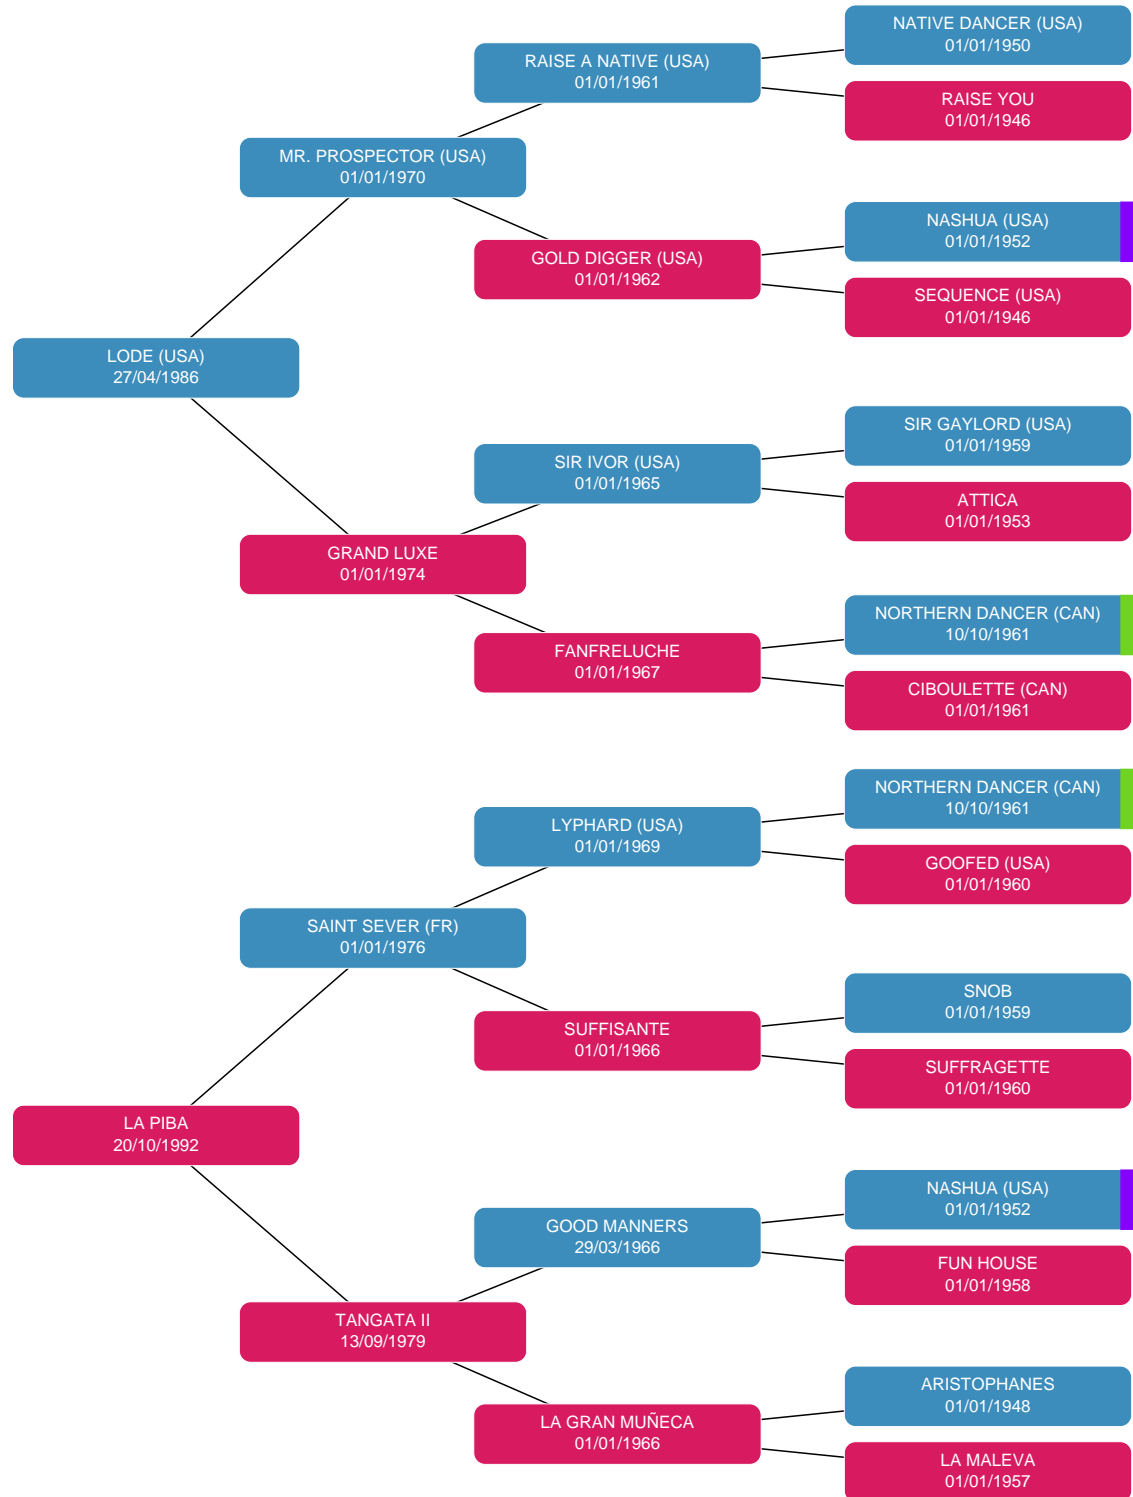 NATIVE DANCER (USA)
01/01/1950
RAISE A NATIVE (USA)
01/01/1961
RAISE YOU
01/01/1946
MR. PROSPECTOR (USA)
01/01/1970
NASHUA (USA)
01/01/1952
GOLD DIGGER (USA)
01/01/1962
SEQUENCE (USA)
01/01/1946
LODE (USA)
27/04/1986
SIR GAYLORD (USA)
01/01/1959
SIR IVOR (USA)
01/01/1965
ATTICA
01/01/1953
GRAND LUXE
01/01/1974
NORTHERN DANCER (CAN)
10/10/1961
FANFRELUCHE
01/01/1967
CIBOULETTE (CAN)
01/01/1961
NORTHERN DANCER (CAN)
10/10/1961
LYPHARD (USA)
01/01/1969
GOOFED (USA)
01/01/1960
SAINT SEVER (FR)
01/01/1976
SNOB
01/01/1959
SUFFISANTE
01/01/1966
SUFFRAGETTE
01/01/1960
LA PIBA
20/10/1992
NASHUA (USA)
01/01/1952
GOOD MANNERS
29/03/1966
FUN HOUSE
01/01/1958
TANGATA II
13/09/1979
ARISTOPHANES
01/01/1948
LA GRAN MUÑECA
01/01/1966
LA MALEVA
01/01/1957